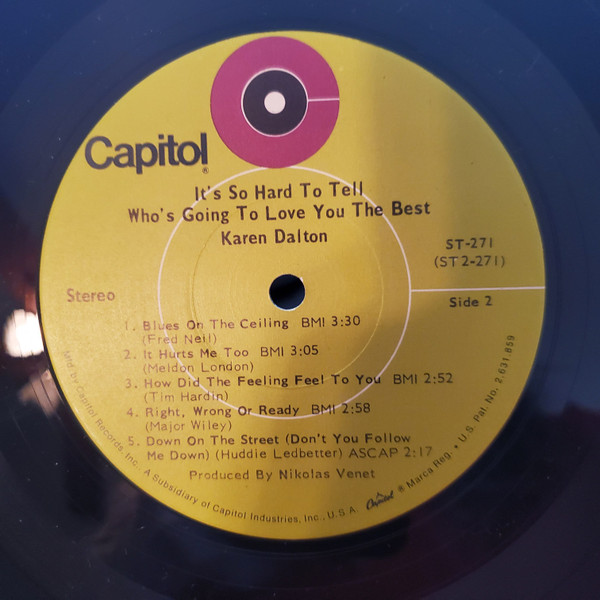 Capitol®
It's So Hard To Tell
Who's Going To Love You The Best
Karen Dalton
ST-271
(ST2-271)
Stereo
Side 2
1. Blues On The Ceiling BMI 3:30
(Fred Neil)
2. It Hurts Me Too BMI 3:05
(Meldon London)
3. How Did The Feeling Feel To You BMI 2:52
(Tim Hardin)
4. Right, Wrong Or Ready BMI 2:58
(Major Wiley)
5. Down On The Street (Don't You Follow
Me Down) (Huddie Ledbetter) ASCAP 2:17
Produced By Nikolas Venet
Mfd. by Capitol Records, Inc., A Subsidiary of Capitol Industries, Inc., U.S.A. Capitol ® Marca Reg. • U.S. Pat. No. 2,631,859